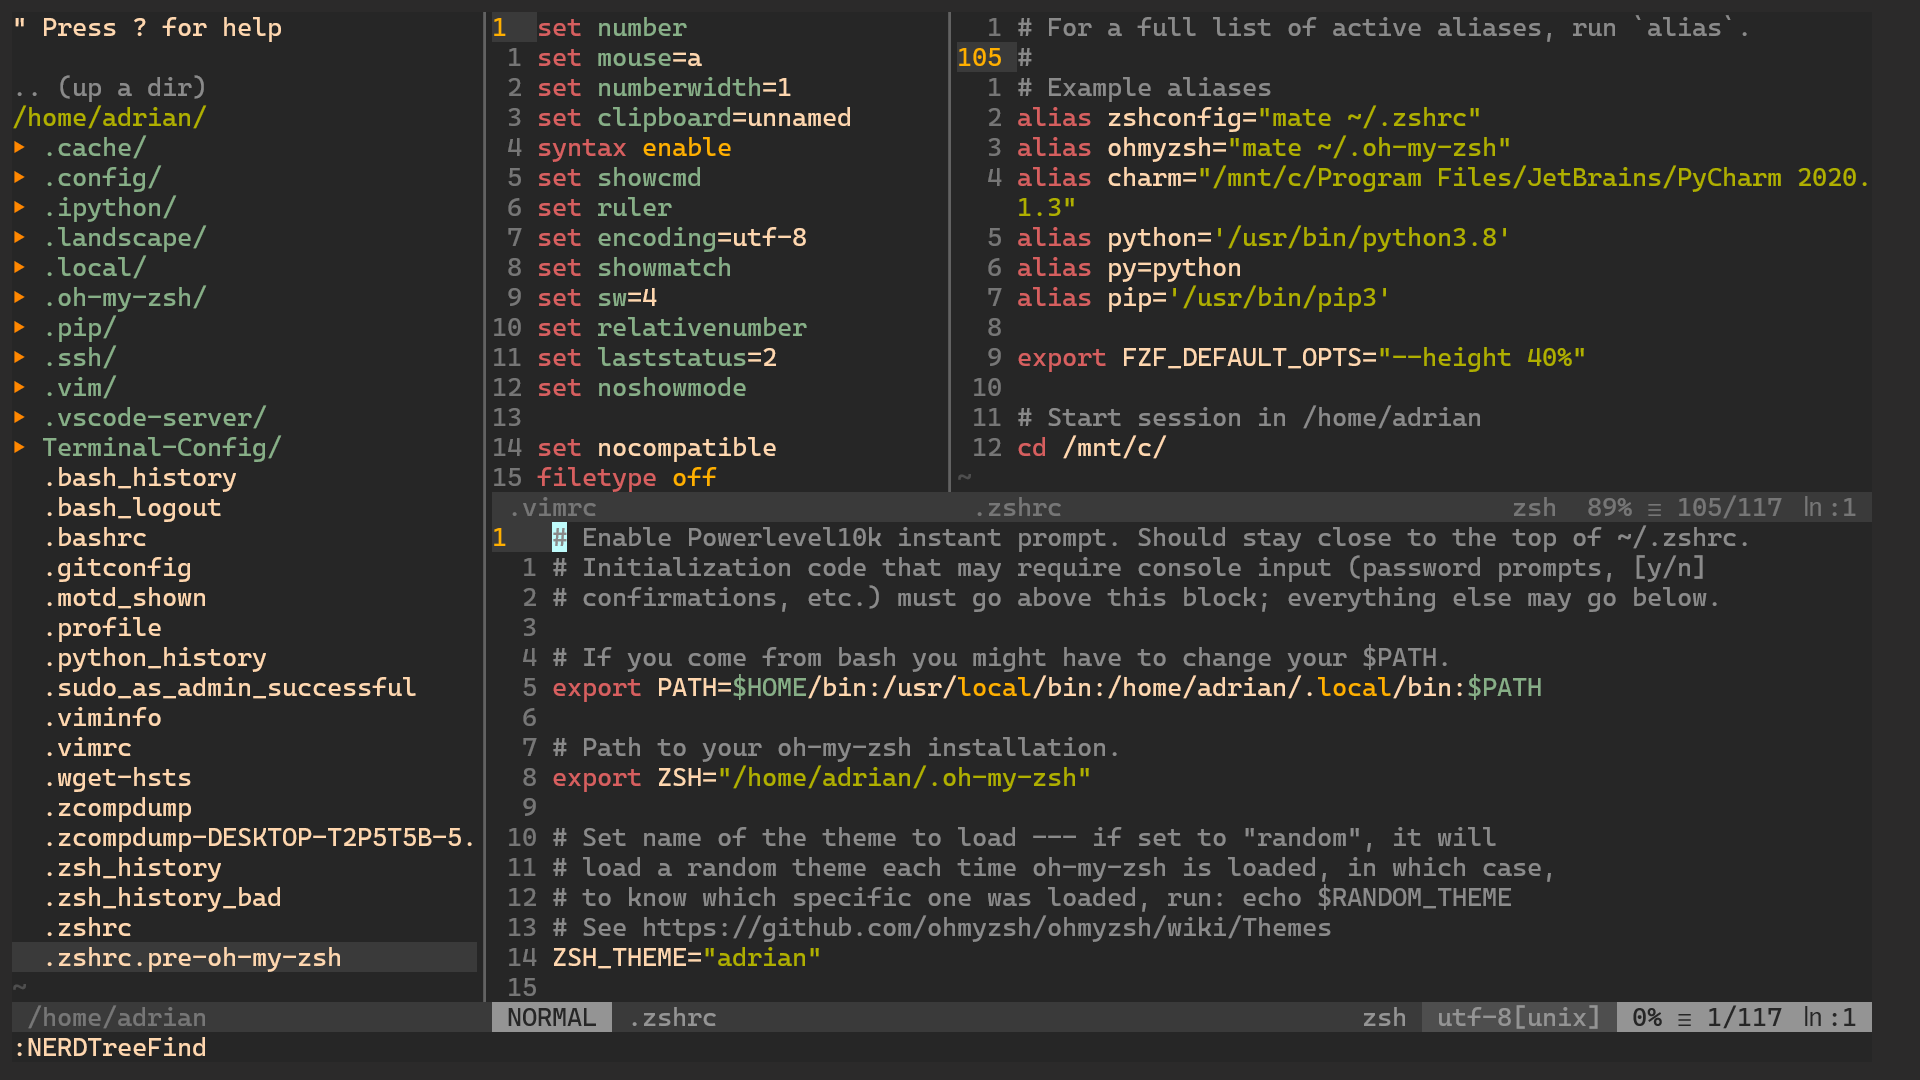 " Press ? for help
.. (up a dir)
/home/adrian/
▸ .cache/
▸ .config/
▸ .ipython/
▸ .landscape/
▸ .local/
▸ .oh-my-zsh/
▸ .pip/
▸ .ssh/
▸ .vim/
▸ .vscode-server/
▸ Terminal-Config/
.bash_history
.bash_logout
.bashrc
.gitconfig
.motd_shown
.profile
.python_history
.sudo_as_admin_successful
.viminfo
.vimrc
.wget-hsts
.zcompdump
.zcompdump-DESKTOP-T2P5T5B-5.
.zsh_history
.zsh_history_bad
.zshrc
.zshrc.pre-oh-my-zsh
~
/home/adrian
1 set number
1 set mouse=a
2 set numberwidth=1
3 set clipboard=unnamed
4 syntax enable
5 set showcmd
6 set ruler
7 set encoding=utf-8
8 set showmatch
9 set sw=4
10 set relativenumber
11 set laststatus=2
12 set noshowmode
13
14 set nocompatible
15 filetype off
.vimrc
1 # For a full list of active aliases, run `alias`.
105 #
1 # Example aliases
2 alias zshconfig="mate ~/.zshrc"
3 alias ohmyzsh="mate ~/.oh-my-zsh"
4 alias charm="/mnt/c/Program Files/JetBrains/PyCharm 2020.
1.3"
5 alias python='/usr/bin/python3.8'
6 alias py=python
7 alias pip='/usr/bin/pip3'
8
9 export FZF_DEFAULT_OPTS="--height 40%"
10
11 # Start session in /home/adrian
12 cd /mnt/c/
~
.zshrc zsh 89% ≡ 105/117 ln:1
1 # Enable Powerlevel10k instant prompt. Should stay close to the top of ~/.zshrc.
1 # Initialization code that may require console input (password prompts, [y/n]
2 # confirmations, etc.) must go above this block; everything else may go below.
3
4 # If you come from bash you might have to change your $PATH.
5 export PATH=$HOME/bin:/usr/local/bin:/home/adrian/.local/bin:$PATH
6
7 # Path to your oh-my-zsh installation.
8 export ZSH="/home/adrian/.oh-my-zsh"
9
10 # Set name of the theme to load --- if set to "random", it will
11 # load a random theme each time oh-my-zsh is loaded, in which case,
12 # to know which specific one was loaded, run: echo $RANDOM_THEME
13 # See https://github.com/ohmyzsh/ohmyzsh/wiki/Themes
14 ZSH_THEME="adrian"
15
NORMAL .zshrc zsh utf-8[unix] 0% ≡ 1/117 ln:1
:NERDTreeFind